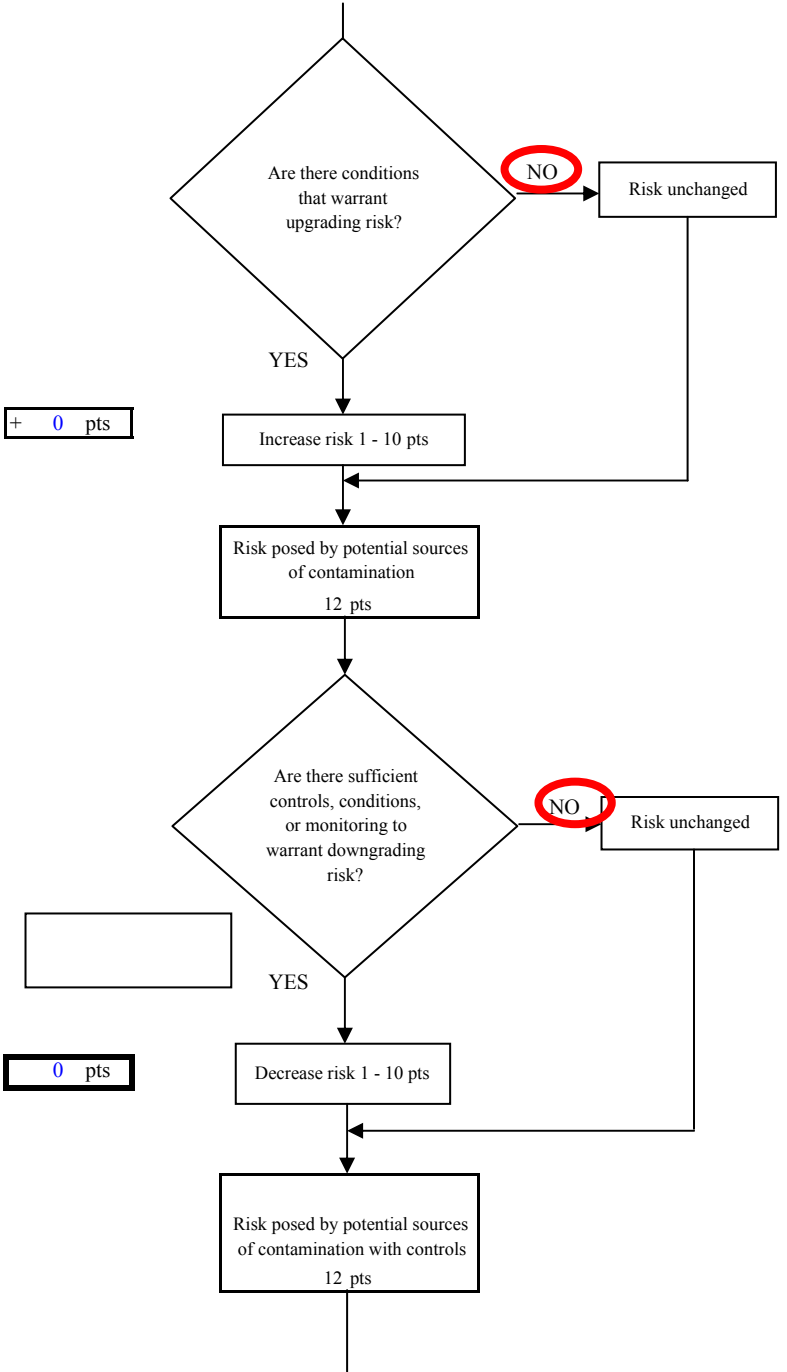 Are there conditions
that warrant
upgrading risk?
NO
Risk unchanged
YES
+ 0 pts
Increase risk 1 - 10 pts
Risk posed by potential sources
of contamination
12 pts
Are there sufficient
controls, conditions,
or monitoring to
warrant downgrading
risk?
NO
Risk unchanged
YES
0 pts
Decrease risk 1 - 10 pts
Risk posed by potential sources
of contamination with controls
12 pts